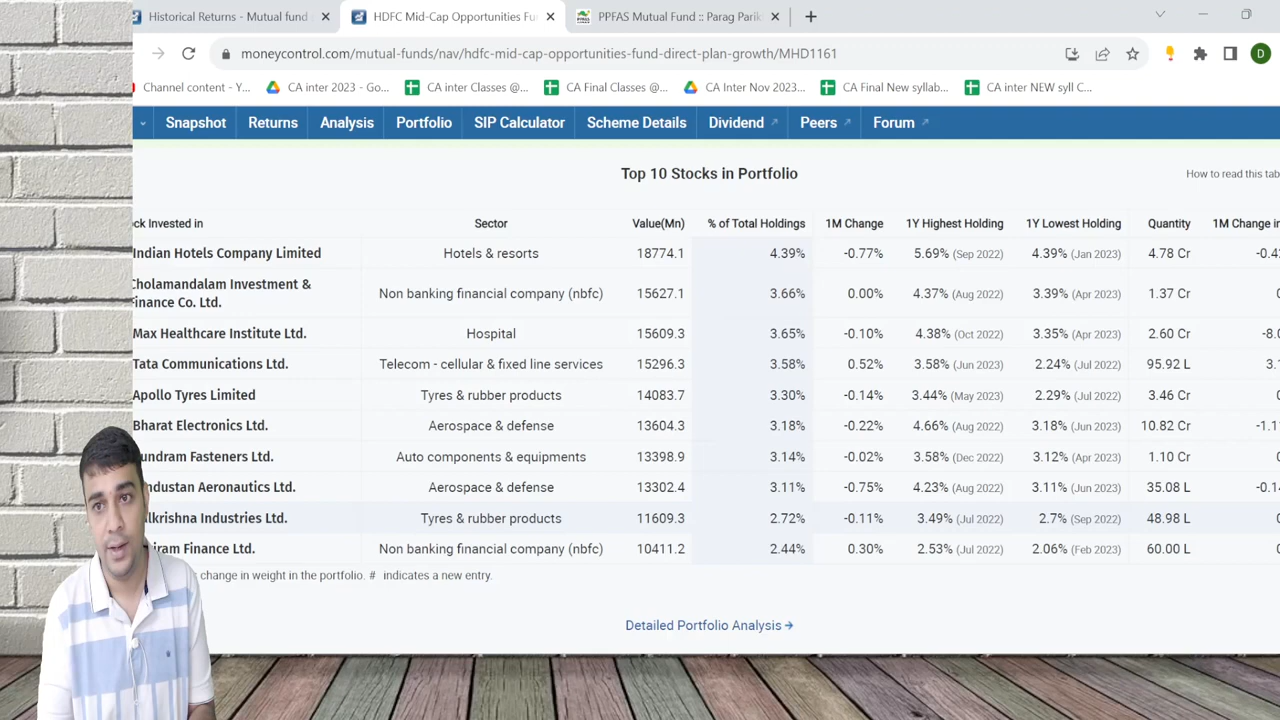 Historical Returns - Mutual fund
HDFC Mid-Cap Opportunities Fu
PPFAS Mutual Fund :: Parag Parik
moneycontrol.com/mutual-funds/nav/hdfc-mid-cap-opportunities-fund-direct-plan-growth/MHD1161
D
Channel content - Y...
CA inter 2023 - Go...
CA inter Classes @...
CA Final Classes @...
CA Inter Nov 2023...
CA Final New syllab...
CA inter NEW syll C...
Snapshot Returns Analysis Portfolio SIP Calculator Scheme Details Dividend Peers Forum
Top 10 Stocks in Portfolio
How to read this tab
ck Invested in Sector Value(Mn) % of Total Holdings 1M Change 1Y Highest Holding 1Y Lowest Holding Quantity 1M Change in
Indian Hotels Company Limited Hotels & resorts 18774.1 4.39% -0.77% 5.69% (Sep 2022) 4.39% (Jan 2023) 4.78 Cr -0.4
Cholamandalam Investment &
inance Co. Ltd. Non banking financial company (nbfc) 15627.1 3.66% 0.00% 4.37% (Aug 2022) 3.39% (Apr 2023) 1.37 Cr
Max Healthcare Institute Ltd. Hospital 15609.3 3.65% -0.10% 4.38% (Oct 2022) 3.35% (Apr 2023) 2.60 Cr -8.0
Tata Communications Ltd. Telecom - cellular & fixed line services 15296.3 3.58% 0.52% 3.58% (Jun 2023) 2.24% (Jul 2022) 95.92 L 3.
Apollo Tyres Limited Tyres & rubber products 14083.7 30% -0.14% 3.44% (May 2023) 2.29% (Jul 2022) 3.46 Cr 0
Bharat Electronics Ltd. Aerospace & defense 13604.3 3.18% -0.22% 4.66% (Aug 2022) 3.18% (Jun 2023) 10.82 Cr -1.1
undram Fasteners Ltd. Auto components & equipments 13398.9 3.14% -0.02% 3.58% (Dec 2022) 3.12% (Apr 2023) 1.10 Cr 0
ndustan Aeronautics Ltd. Aerospace & defense 13302.4 3.11% -0.75% 4.23% (Aug 2022) 3.11% (Jun 2023) 35.08 L -0.1
lkrishna Industries Ltd. Tyres & rubber products 11609.3 2.72% -0.11% 3.49% (Jul 2022) 2.7% (Sep 2022) 48.98 L 0
iram Finance Ltd. Non banking financial company (nbfc) 10411.2 2.44% 0.30% 2.53% (Jul 2022) 2.06% (Feb 2023) 60.00 L 0
change in weight in the portfolio. # indicates a new entry.
Detailed Portfolio Analysis